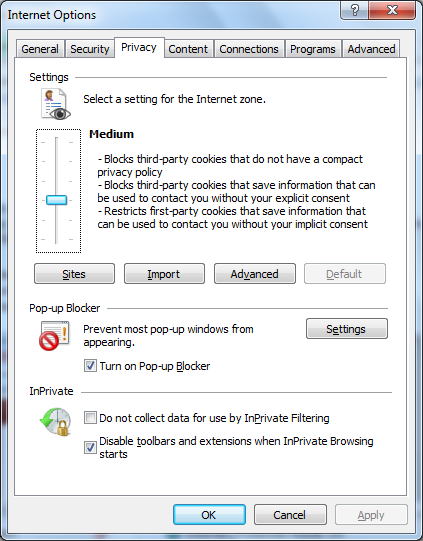 Internet Options
General Security Privacy Content Connections Programs Advanced
Settings
Select a setting for the Internet zone.
Medium
- Blocks third-party cookies that do not have a compact
privacy policy
- Blocks third-party cookies that save information that can
be used to contact you without your explicit consent
- Restricts first-party cookies that save information that
can be used to contact you without your implicit consent
Sites Import Advanced Default
Pop-up Blocker
Prevent most pop-up windows from
appearing.
Settings
Turn on Pop-up Blocker
InPrivate
Do not collect data for use by InPrivate Filtering
Disable toolbars and extensions when InPrivate Browsing
starts
OK Cancel Apply